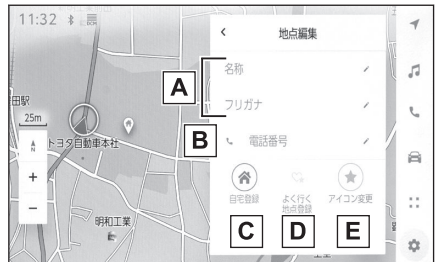 11:32
地点編集
名称
A
フリガナ
B
電話番号
田駅
25m
トヨタ自動車本社
N
+
−
明和工業
自宅登録
よく行く
地点登録
アイコン変更
C
D
E